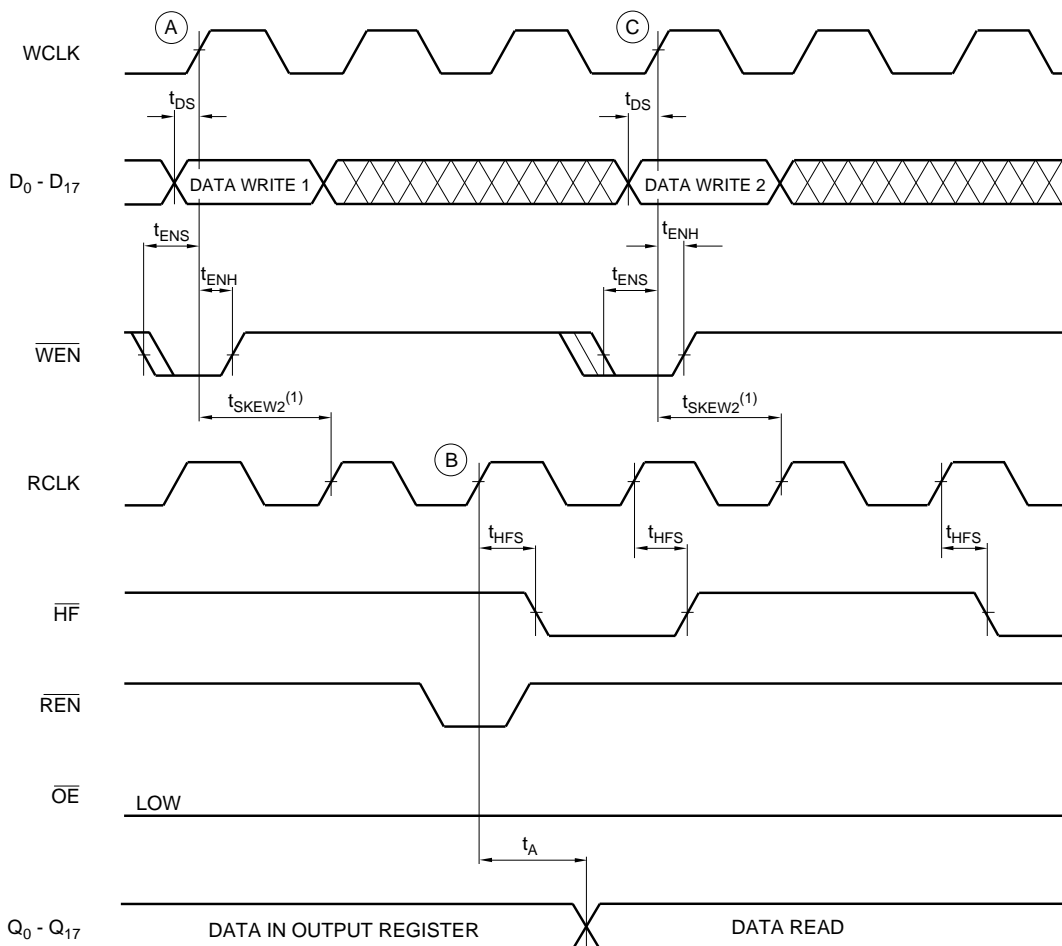 A
C
WCLK
tDS
tDS
D0 - D17
DATA WRITE 1
DATA WRITE 2
tENS
tENH
tENH
tENS
WEN
tSKEW2(1)
tSKEW2(1)
B
RCLK
tHFS
tHFS
tHFS
HF
REN
OE
LOW
tA
Q0 - Q17
DATA IN OUTPUT REGISTER
DATA READ